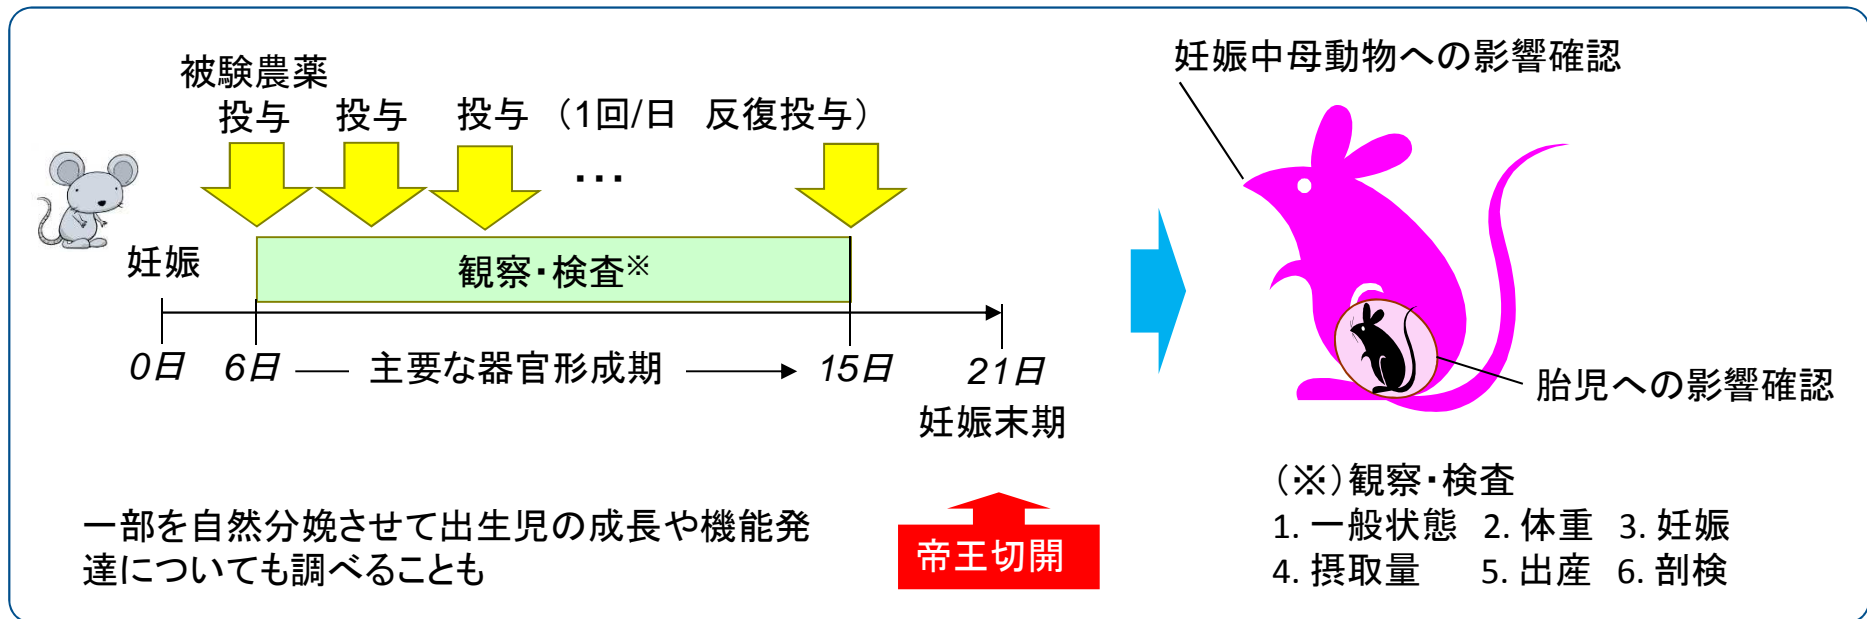 被験農薬
投与 投与 投与 (1回/日 反復投与)
･･･
妊娠
観察・検査※
0日 6日 主要な器官形成期 15日 21日
妊娠末期
一部を自然分娩させて出生児の成長や機能発
達についても調べることも
帝王切開
妊娠中母動物への影響確認
胎児への影響確認
(※)観察・検査
1. 一般状態 2. 体重 3. 妊娠
4. 摂取量 5. 出産 6. 剖検